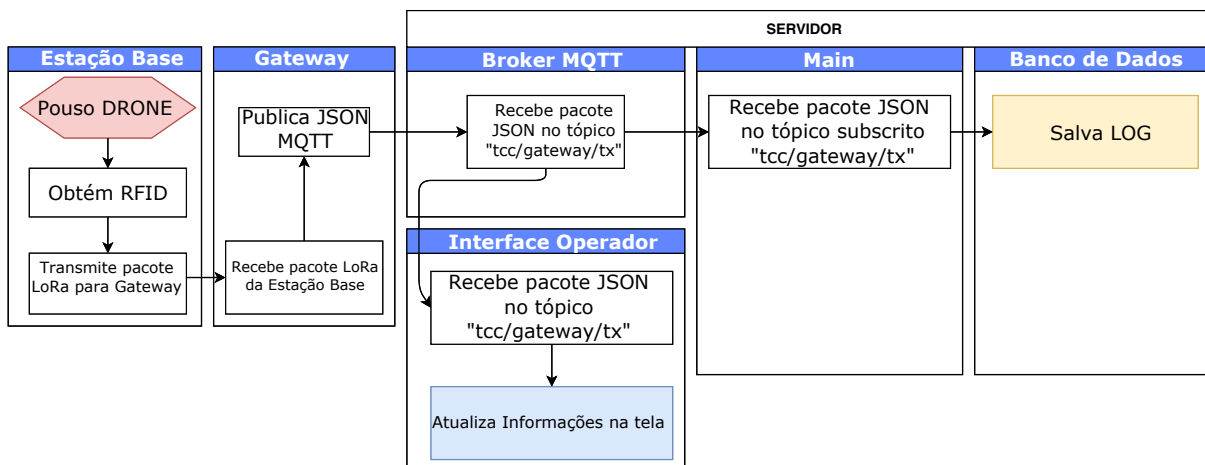 SERVIDOR
Estação Base
Pouso DRONE
Obtém RFID
Transmite pacote
LoRa para Gateway
Gateway
Publica JSON
MQTT
Recebe pacote LoRa
da Estação Base
Broker MQTT
Recebe pacote
JSON no tópico
"tcc/gateway/tx"
Main
Recebe pacote JSON
no tópico subscrito
"tcc/gateway/tx"
Banco de Dados
Salva LOG
Interface Operador
Recebe pacote JSON
no tópico
"tcc/gateway/tx"
Atualiza Informações na tela